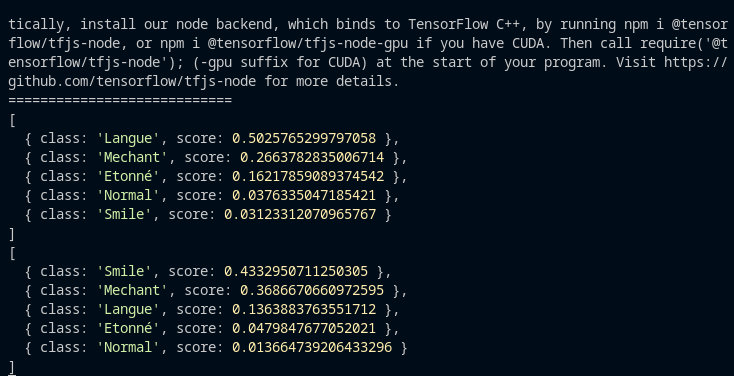 tically, install our node backend, which binds to TensorFlow C++, by running npm i @tensor
flow/tfjs-node, or npm i @tensorflow/tfjs-node-gpu if you have CUDA. Then call require('@t
ensorflow/tfjs-node'); (-gpu suffix for CUDA) at the start of your program. Visit https://
github.com/tensorflow/tfjs-node for more details.
============================
[
  { class: 'Langue', score: 0.5025765299797058 },
  { class: 'Mechant', score: 0.2663782835006714 },
  { class: 'Etonné', score: 0.16217859089374542 },
  { class: 'Normal', score: 0.0376335047185421 },
  { class: 'Smile', score: 0.03123312070965767 }
]
[
  { class: 'Smile', score: 0.4332950711250305 },
  { class: 'Mechant', score: 0.3686670660972595 },
  { class: 'Langue', score: 0.1363883763551712 },
  { class: 'Etonné', score: 0.0479847677052021 },
  { class: 'Normal', score: 0.013664739206433296 }
]